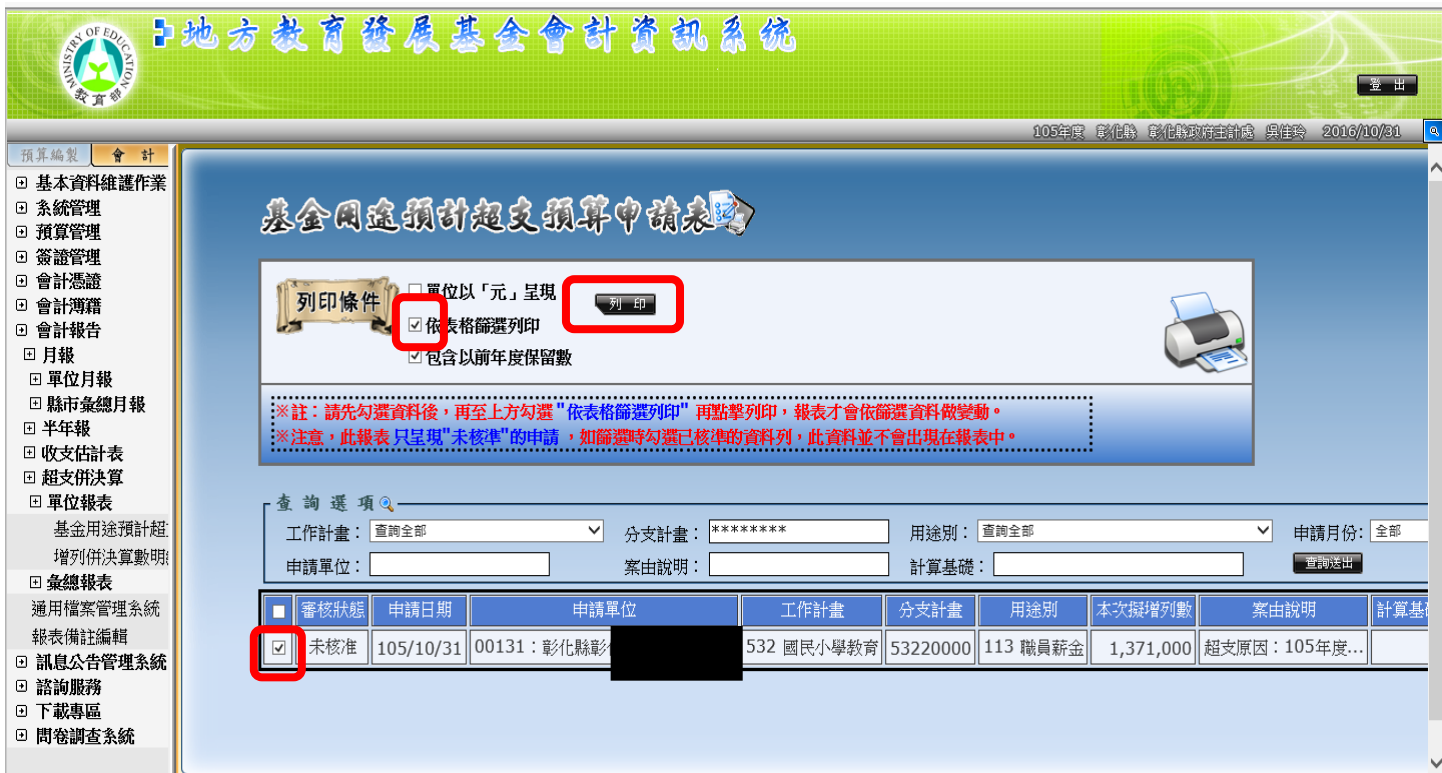 MINISTRY OF EDUCATION
教育部
地方教育發展基金會計資訊系統
登 出
105年度 彰化縣 彰化縣政府主計處 吳佳玲 2016/10/31
預算編製 會 計
基本資料維護作業
系統管理
預算管理
簽證管理
會計憑證
會計簿籍
會計報告
月報
單位月報
縣市彙總月報
半年報
收支估計表
超支併決算
單位報表
基金用途預計超
增列併決算數明
彙總報表
通用檔案管理系統
報表備註編輯
訊息公告管理系統
諮詢服務
下載專區
問卷調查系統
基金用途預計超支預算申請表
列印條件
單位以「元」呈現
列 印
依表格篩選列印
包含以前年度保留數
※註：請先勾選資料後，再至上方勾選"依表格篩選列印" 再點擊列印，報表才會依篩選資料做變動。
※注意，此報表只呈現"未核準"的申請，如篩選時勾選已核準的資料列，此資料並不會出現在報表中。
查 詢 選 項
工作計畫： 查詢全部 分支計畫： ******** 用途別： 查詢全部 申請月份: 全部
申請單位： 案由說明： 計算基礎： 查詢送出
審核狀態 申請日期 申請單位 工作計畫 分支計畫 用途別 本次擬增列數 案由說明 計算基
未核准 105/10/31 00131：彰化縣彰 532 國民小學教育 53220000 113 職員薪金 1,371,000 超支原因：105年度...